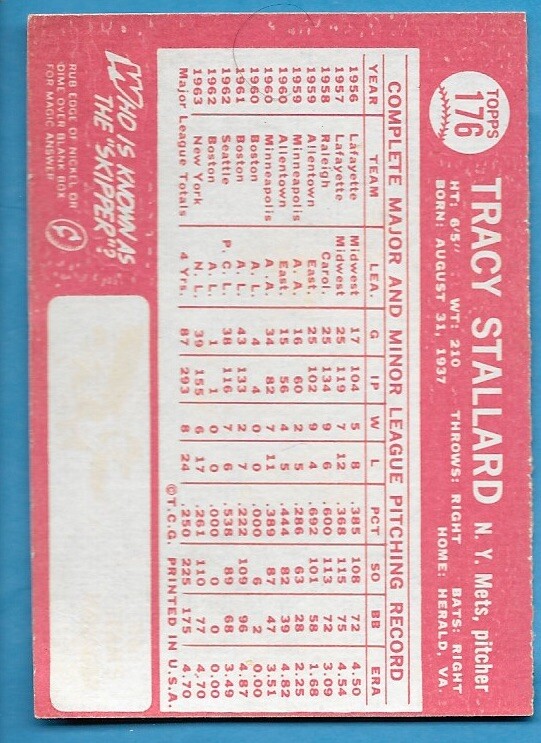 TOPPS
176
TRACY STALLARD N. Y. Mets, pitcher
HT: 6'5" WT: 210 THROWS: RIGHT BATS: RIGHT
BORN: AUGUST 31, 1937 HOME: HERALD, VA.
COMPLETE MAJOR AND MINOR LEAGUE PITCHING RECORD
YEAR TEAM LEA. G IP W L PCT SO BB ERA
1956 Lafayette Midwest 17 104 5 8 .385 108 72 4.50
1957 Lafayette Midwest 25 119 7 12 .368 115 75 4.54
1958 Raleigh Carol. 25 134 9 6 .600 113 72 3.09
1959 Allentown East. 25 102 9 4 .692 101 58 1.68
1959 Minneapolis A. A. 16 60 2 5 .286 63 28 2.25
1960 Allentown East. 15 56 4 5 .444 82 39 4.82
1960 Minneapolis A. A. 34 82 7 11 .389 87 47 3.51
1960 Boston A. L. 4 4 0 0 .000 6 2 0.00
1961 Boston A. L. 43 133 2 7 .222 109 96 4.87
1962 Seattle P.C.L. 38 116 7 6 .538 89 68 3.49
1962 Boston A. L. 1 1 0 0 .000 0 0 0.00
1963 New York N. L. 39 155 6 17 .261 110 77 4.70
Major League Totals 4 Yrs. 87 293 8 24 .250 225 175 4.70
©T.C.G. PRINTED IN U.S.A.
WHO IS KNOWN AS
THE "SKIPPER"?
RUB EDGE OF NICKEL OR
DIME OVER BLANK BOX
FOR MAGIC ANSWER